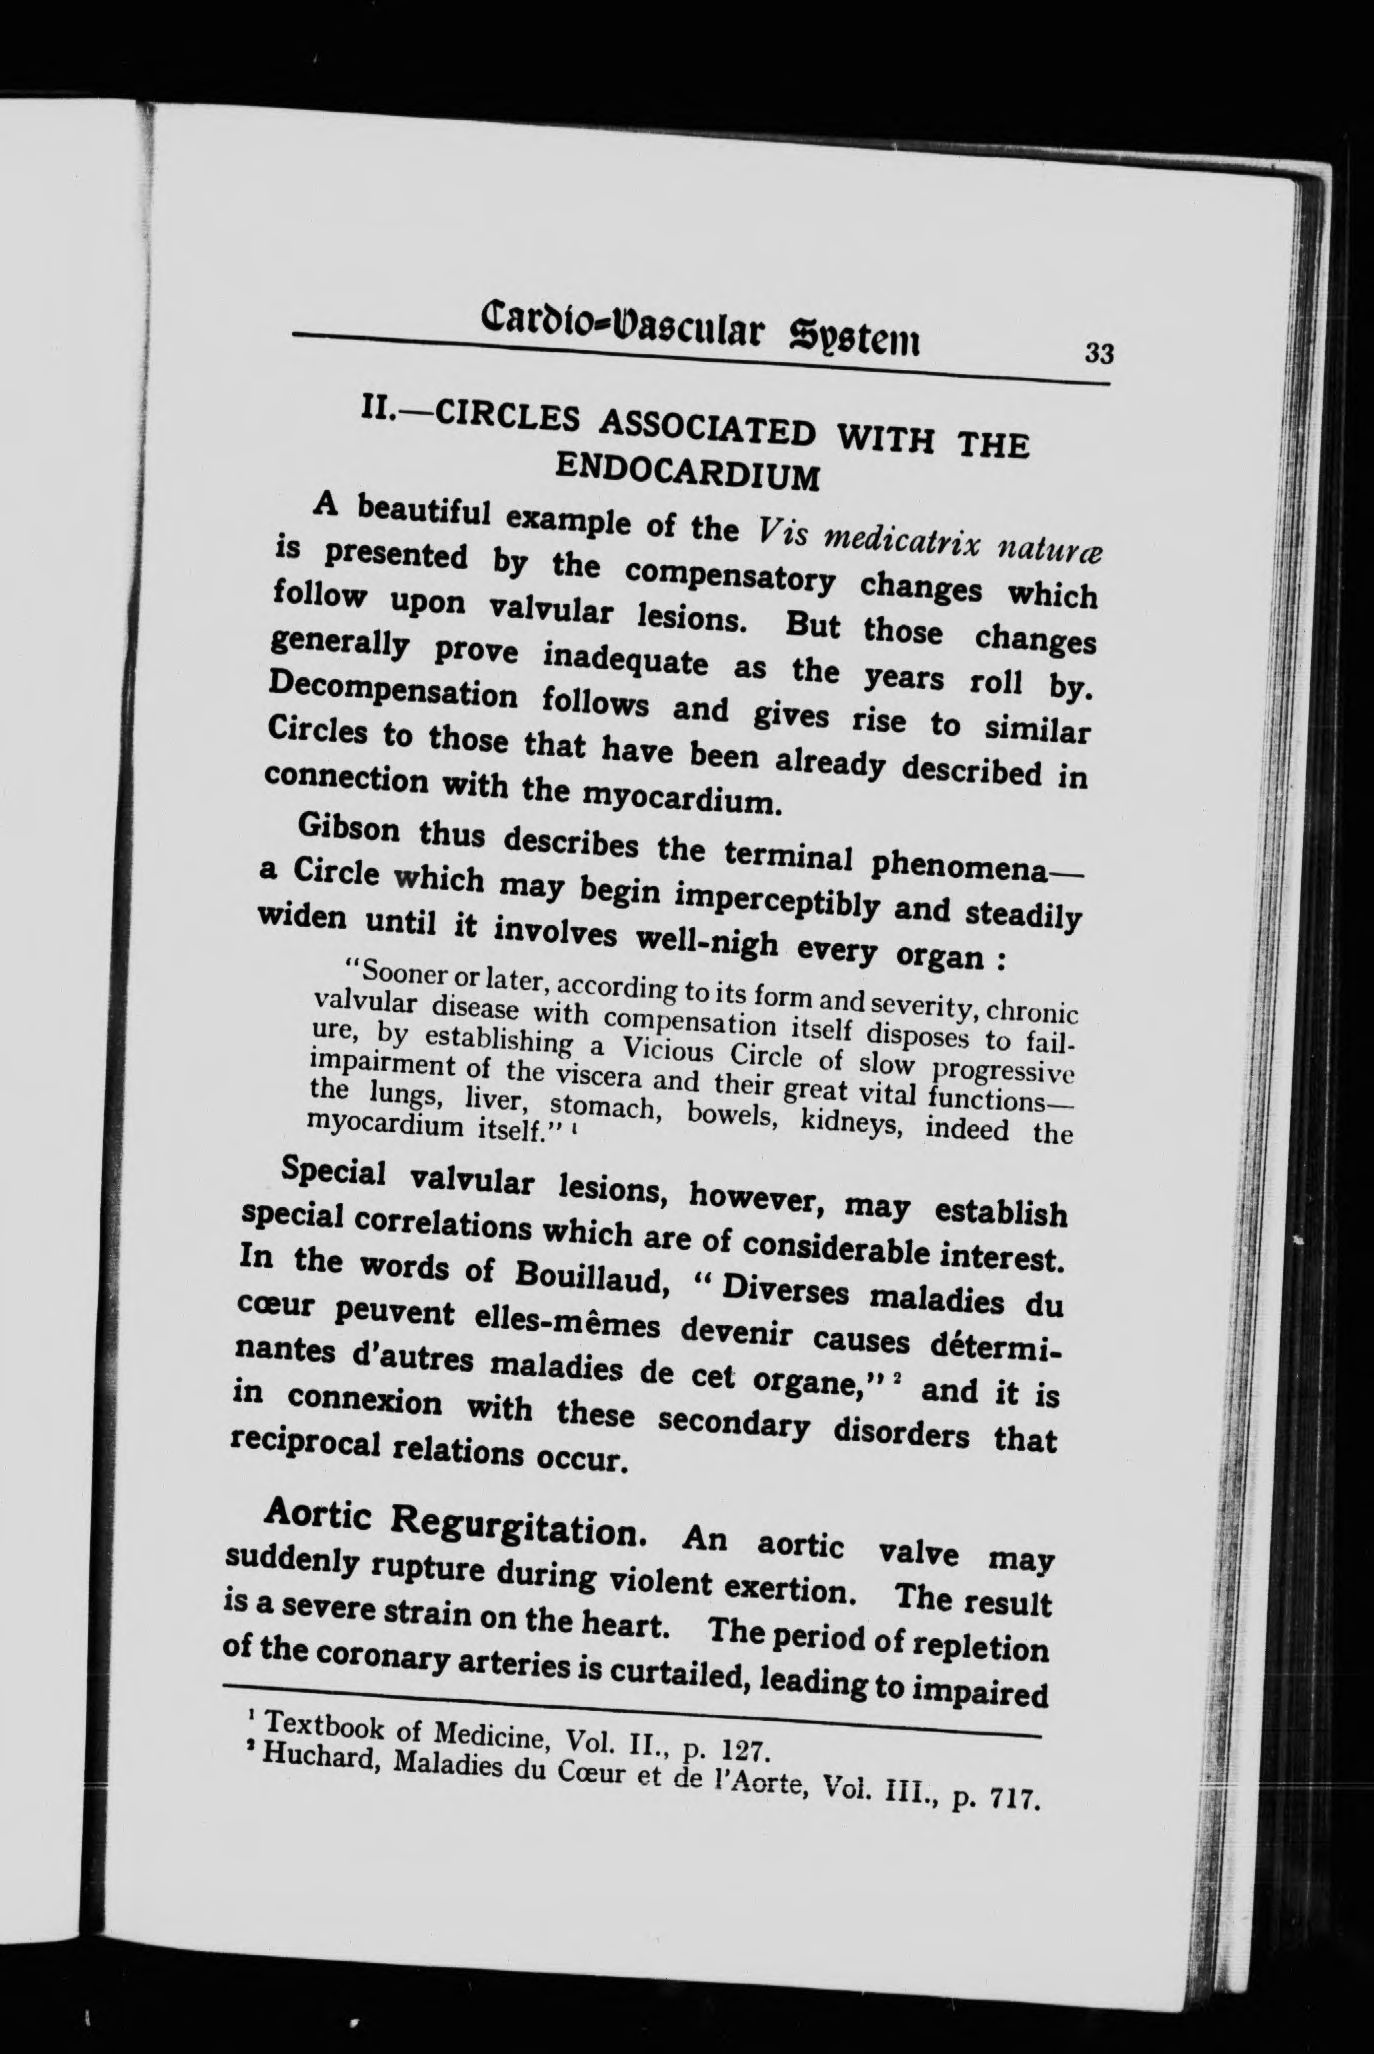 Cardio-Vascular System 33
II.—CIRCLES ASSOCIATED WITH THE
ENDOCARDIUM
A beautiful example of the Vis medicatrix naturæ
is presented by the compensatory changes which
follow upon valvular lesions. But those changes
generally prove inadequate as the years roll by.
Decompensation follows and gives rise to similar
Circles to those that have been already described in
connection with the myocardium.
Gibson thus describes the terminal phenomena—
a Circle which may begin imperceptibly and steadily
widen until it involves well-nigh every organ :
"Sooner or later, according to its form and severity, chronic
valvular disease with compensation itself disposes to fail-
ure, by establishing a Vicious Circle of slow progressive
impairment of the viscera and their great vital functions—
the lungs, liver, stomach, bowels, kidneys, indeed the
myocardium itself." ¹
Special valvular lesions, however, may establish
special correlations which are of considerable interest.
In the words of Bouillaud, " Diverses maladies du
cœur peuvent elles-mêmes devenir causes détermi-
nantes d'autres maladies de cet organe," ² and it is
in connexion with these secondary disorders that
reciprocal relations occur.
Aortic Regurgitation. An aortic valve may
suddenly rupture during violent exertion. The result
is a severe strain on the heart. The period of repletion
of the coronary arteries is curtailed, leading to impaired
¹ Textbook of Medicine, Vol. II., p. 127.
² Huchard, Maladies du Cœur et de l'Aorte, Vol. III., p. 717.